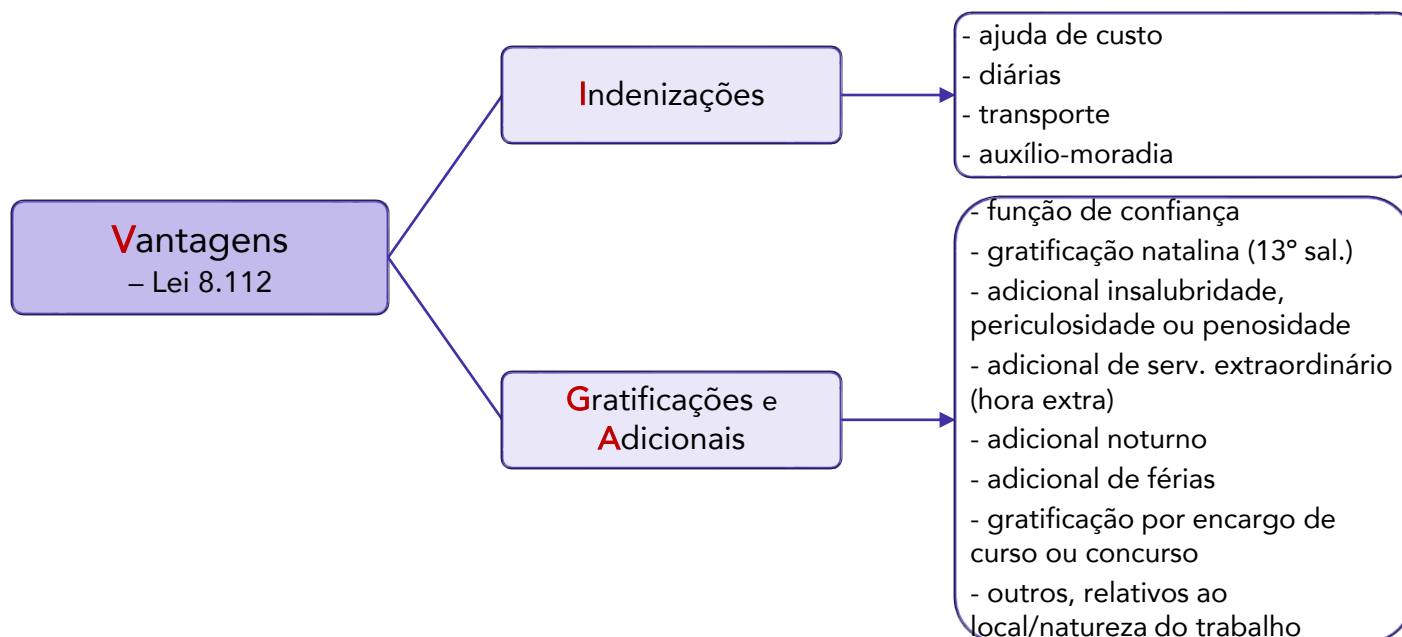 Vantagens
– Lei 8.112
Indenizações
- ajuda de custo
- diárias
- transporte
- auxílio-moradia
Gratificações e
Adicionais
- função de confiança
- gratificação natalina (13º sal.)
- adicional insalubridade,
periculosidade ou penosidade
- adicional de serv. extraordinário
(hora extra)
- adicional noturno
- adicional de férias
- gratificação por encargo de
curso ou concurso
- outros, relativos ao
local/natureza do trabalho